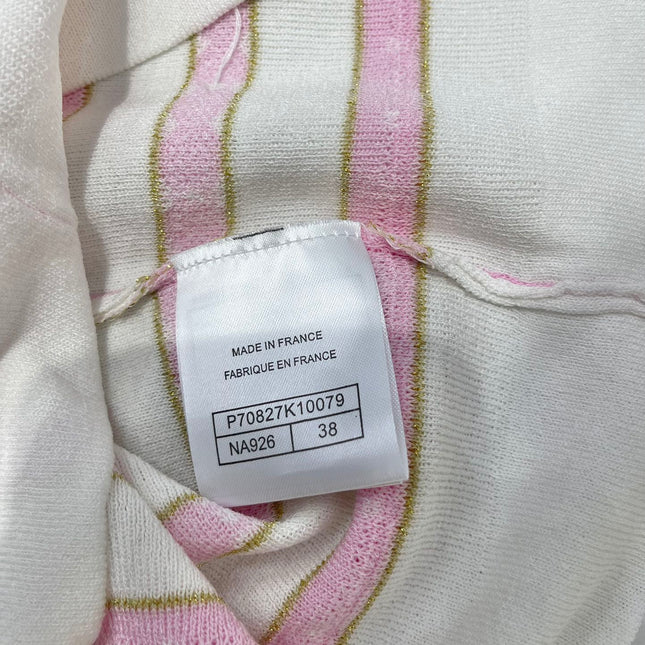 MADE IN FRANCE
FABRIQUE EN FRANCE
P70827K10079
NA926 38